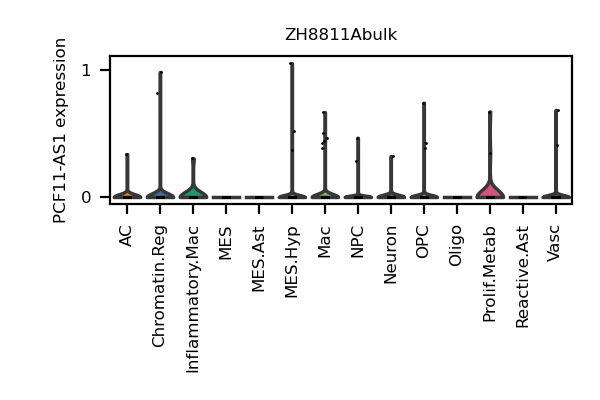 ZH8811Abulk
PCF11-AS1 expression
1
0
AC
Chromatin.Reg
Inflammatory.Mac
MES
MES.Ast
MES.Hyp
Mac
NPC
Neuron
OPC
Oligo
Prolif.Metab
Reactive.Ast
Vasc